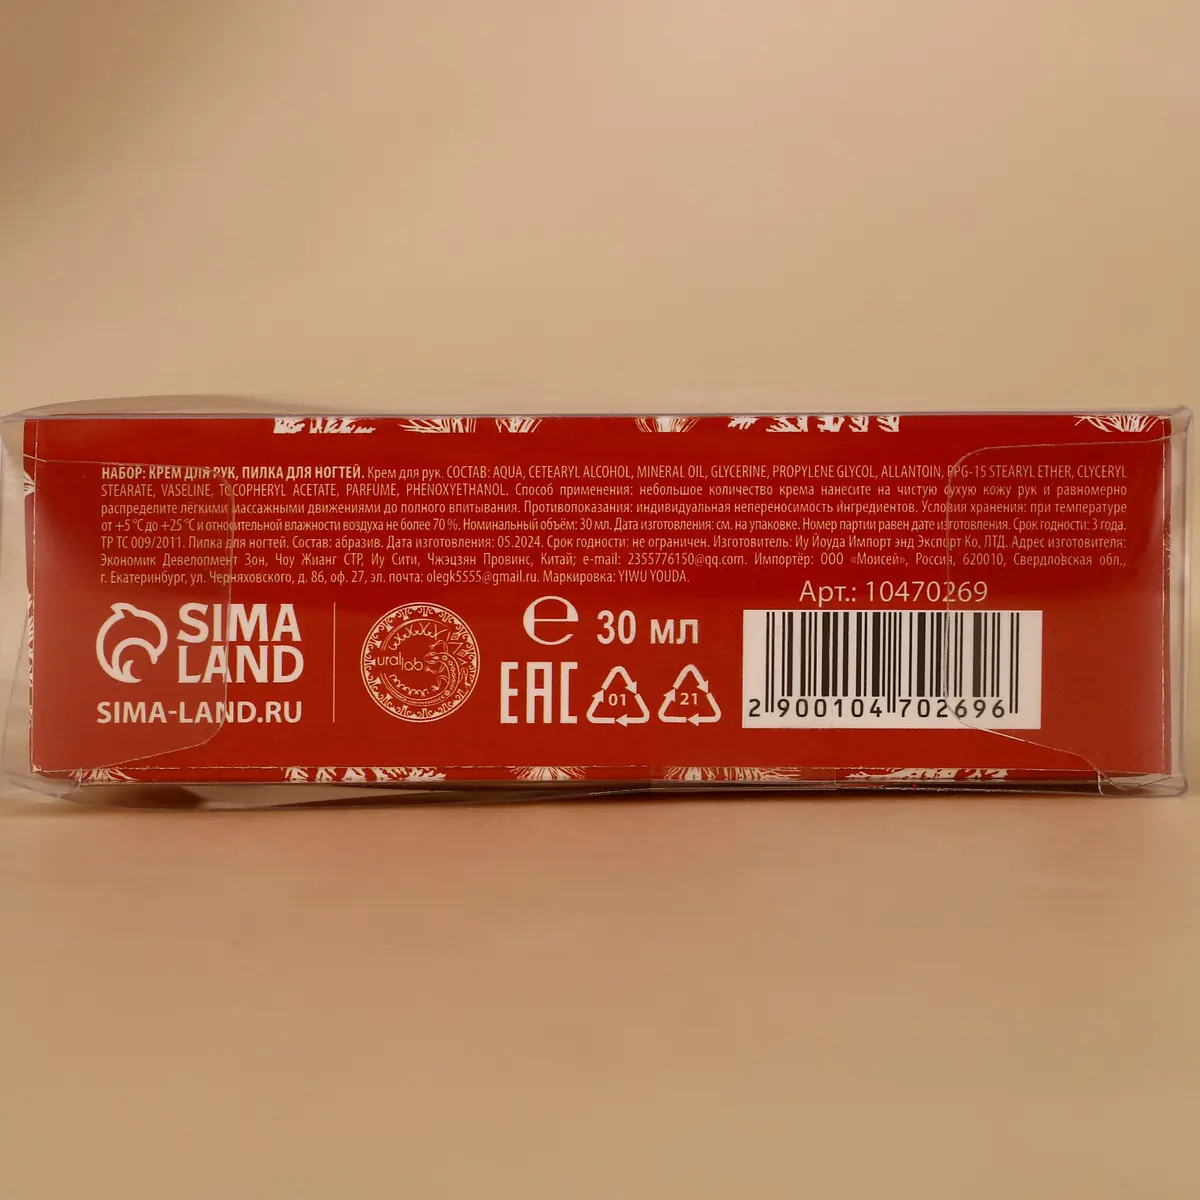 НАБОР: КРЕМ ДЛЯ РУК, ПИЛКА ДЛЯ НОГТЕЙ. Крем для рук. СОСТАВ: AQUA, CETEARYL ALCOHOL, MINERAL OIL, GLYCERINE, PROPYLENE GLYCOL, ALLANTOIN, PPG-15 STEARYL ETHER, CLYCERYL
STEARATE, VASELINE, TOCOPHERYL ACETATE, PARFUME, PHENOXYETHANOL. Способ применения: небольшое количество крема нанесите на чистую сухую кожу рук и равномерно
распределите лёгкими массажными движениями до полного впитывания. Противопоказания: индивидуальная непереносимость ингредиентов. Условия хранения: при температуре
от +5 °С до +25 °С и относительной влажности воздуха не более 70 %. Номинальный объём: 30 мл. Дата изготовления: см. на упаковке. Номер партии равен дате изготовления. Срок годности: 3 года.
ТР ТС 009/2011. Пилка для ногтей. Состав: абразив. Дата изготовления: 05.2024. Срок годности: не ограничен. Изготовитель: Иу Йоуда Импорт энд Экспорт Ко, ЛТД. Адрес изготовителя:
Экономик Девелопмент Зон, Чоу Жианг СТР, Иу Сити, Чжэцзян Провинс, Китай; e-mail: 2355776150@qq.com. Импортёр: ООО «Моисей», Россия, 620010, Свердловская обл.,
г. Екатеринбург, ул. Черняховского, д. 86, оф. 27, эл. почта: olegk5555@gmail.ru. Маркировка: YIWU YOUDA.
Арт.: 10470269
SIMA
LAND
SIMA-LAND.RU
ural lab
℮ 30 мл
EAC
01
21
2 900104 702696